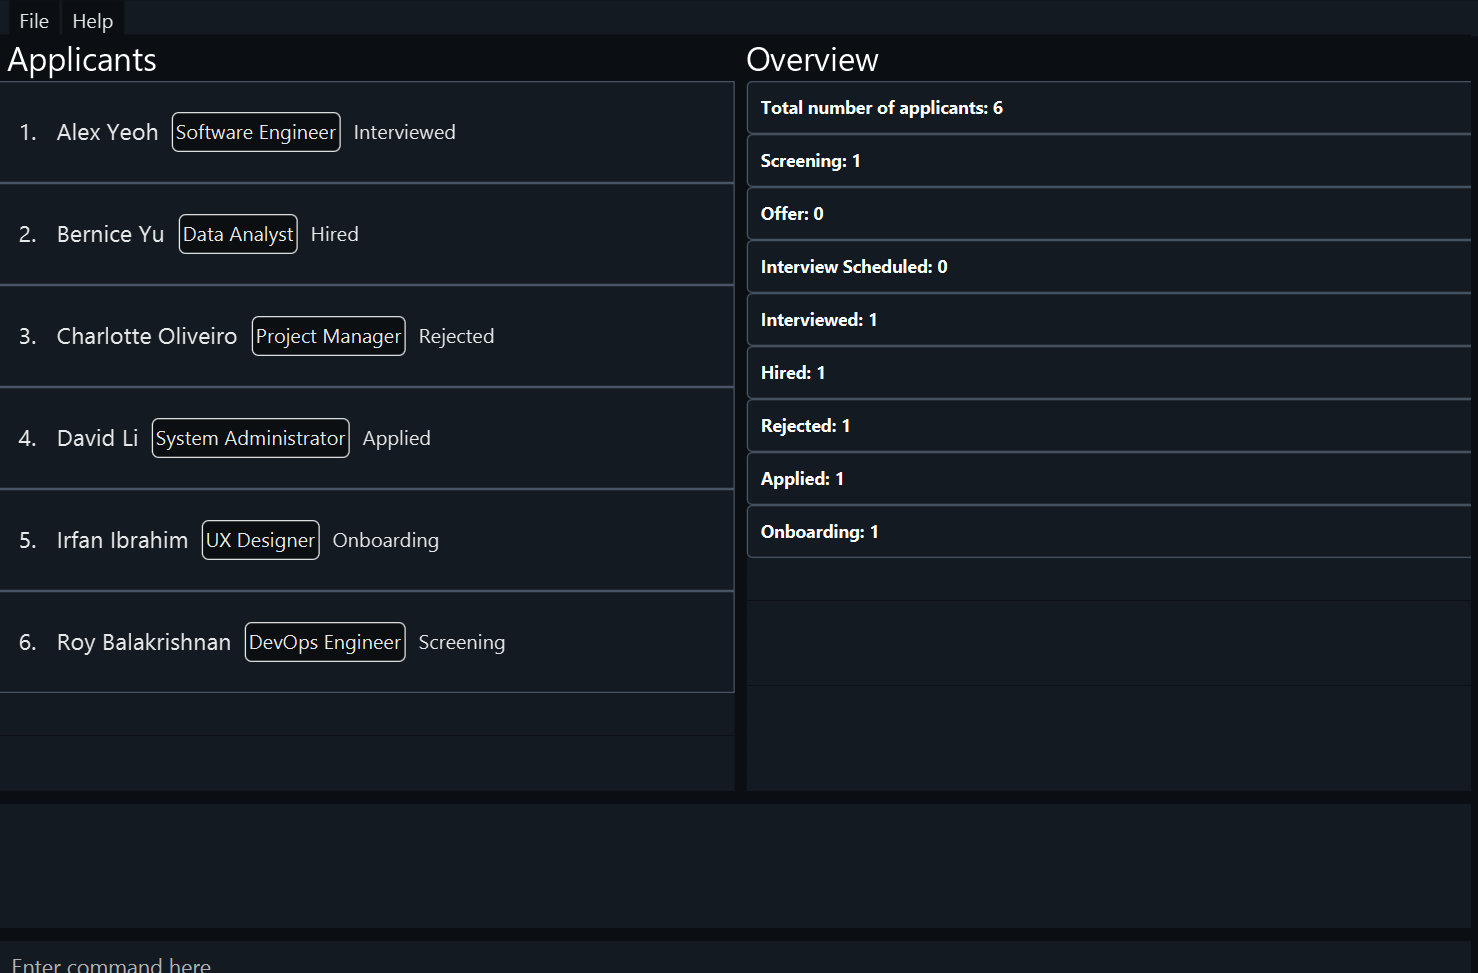 File Help
Applicants
1. Alex Yeoh Software Engineer Interviewed
2. Bernice Yu Data Analyst Hired
3. Charlotte Oliveiro Project Manager Rejected
4. David Li System Administrator Applied
5. Irfan Ibrahim UX Designer Onboarding
6. Roy Balakrishnan DevOps Engineer Screening
Overview
Total number of applicants: 6
Screening: 1
Offer: 0
Interview Scheduled: 0
Interviewed: 1
Hired: 1
Rejected: 1
Applied: 1
Onboarding: 1
Enter command here